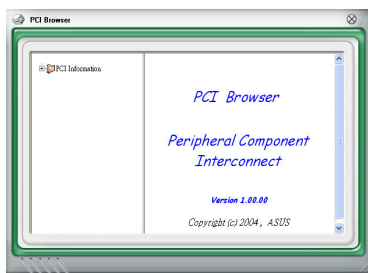 PCI Browser
PCI Information
PCI Browser
Peripheral Component
Interconnect
Version 1.00.00
Copyright (c) 2004, ASUS